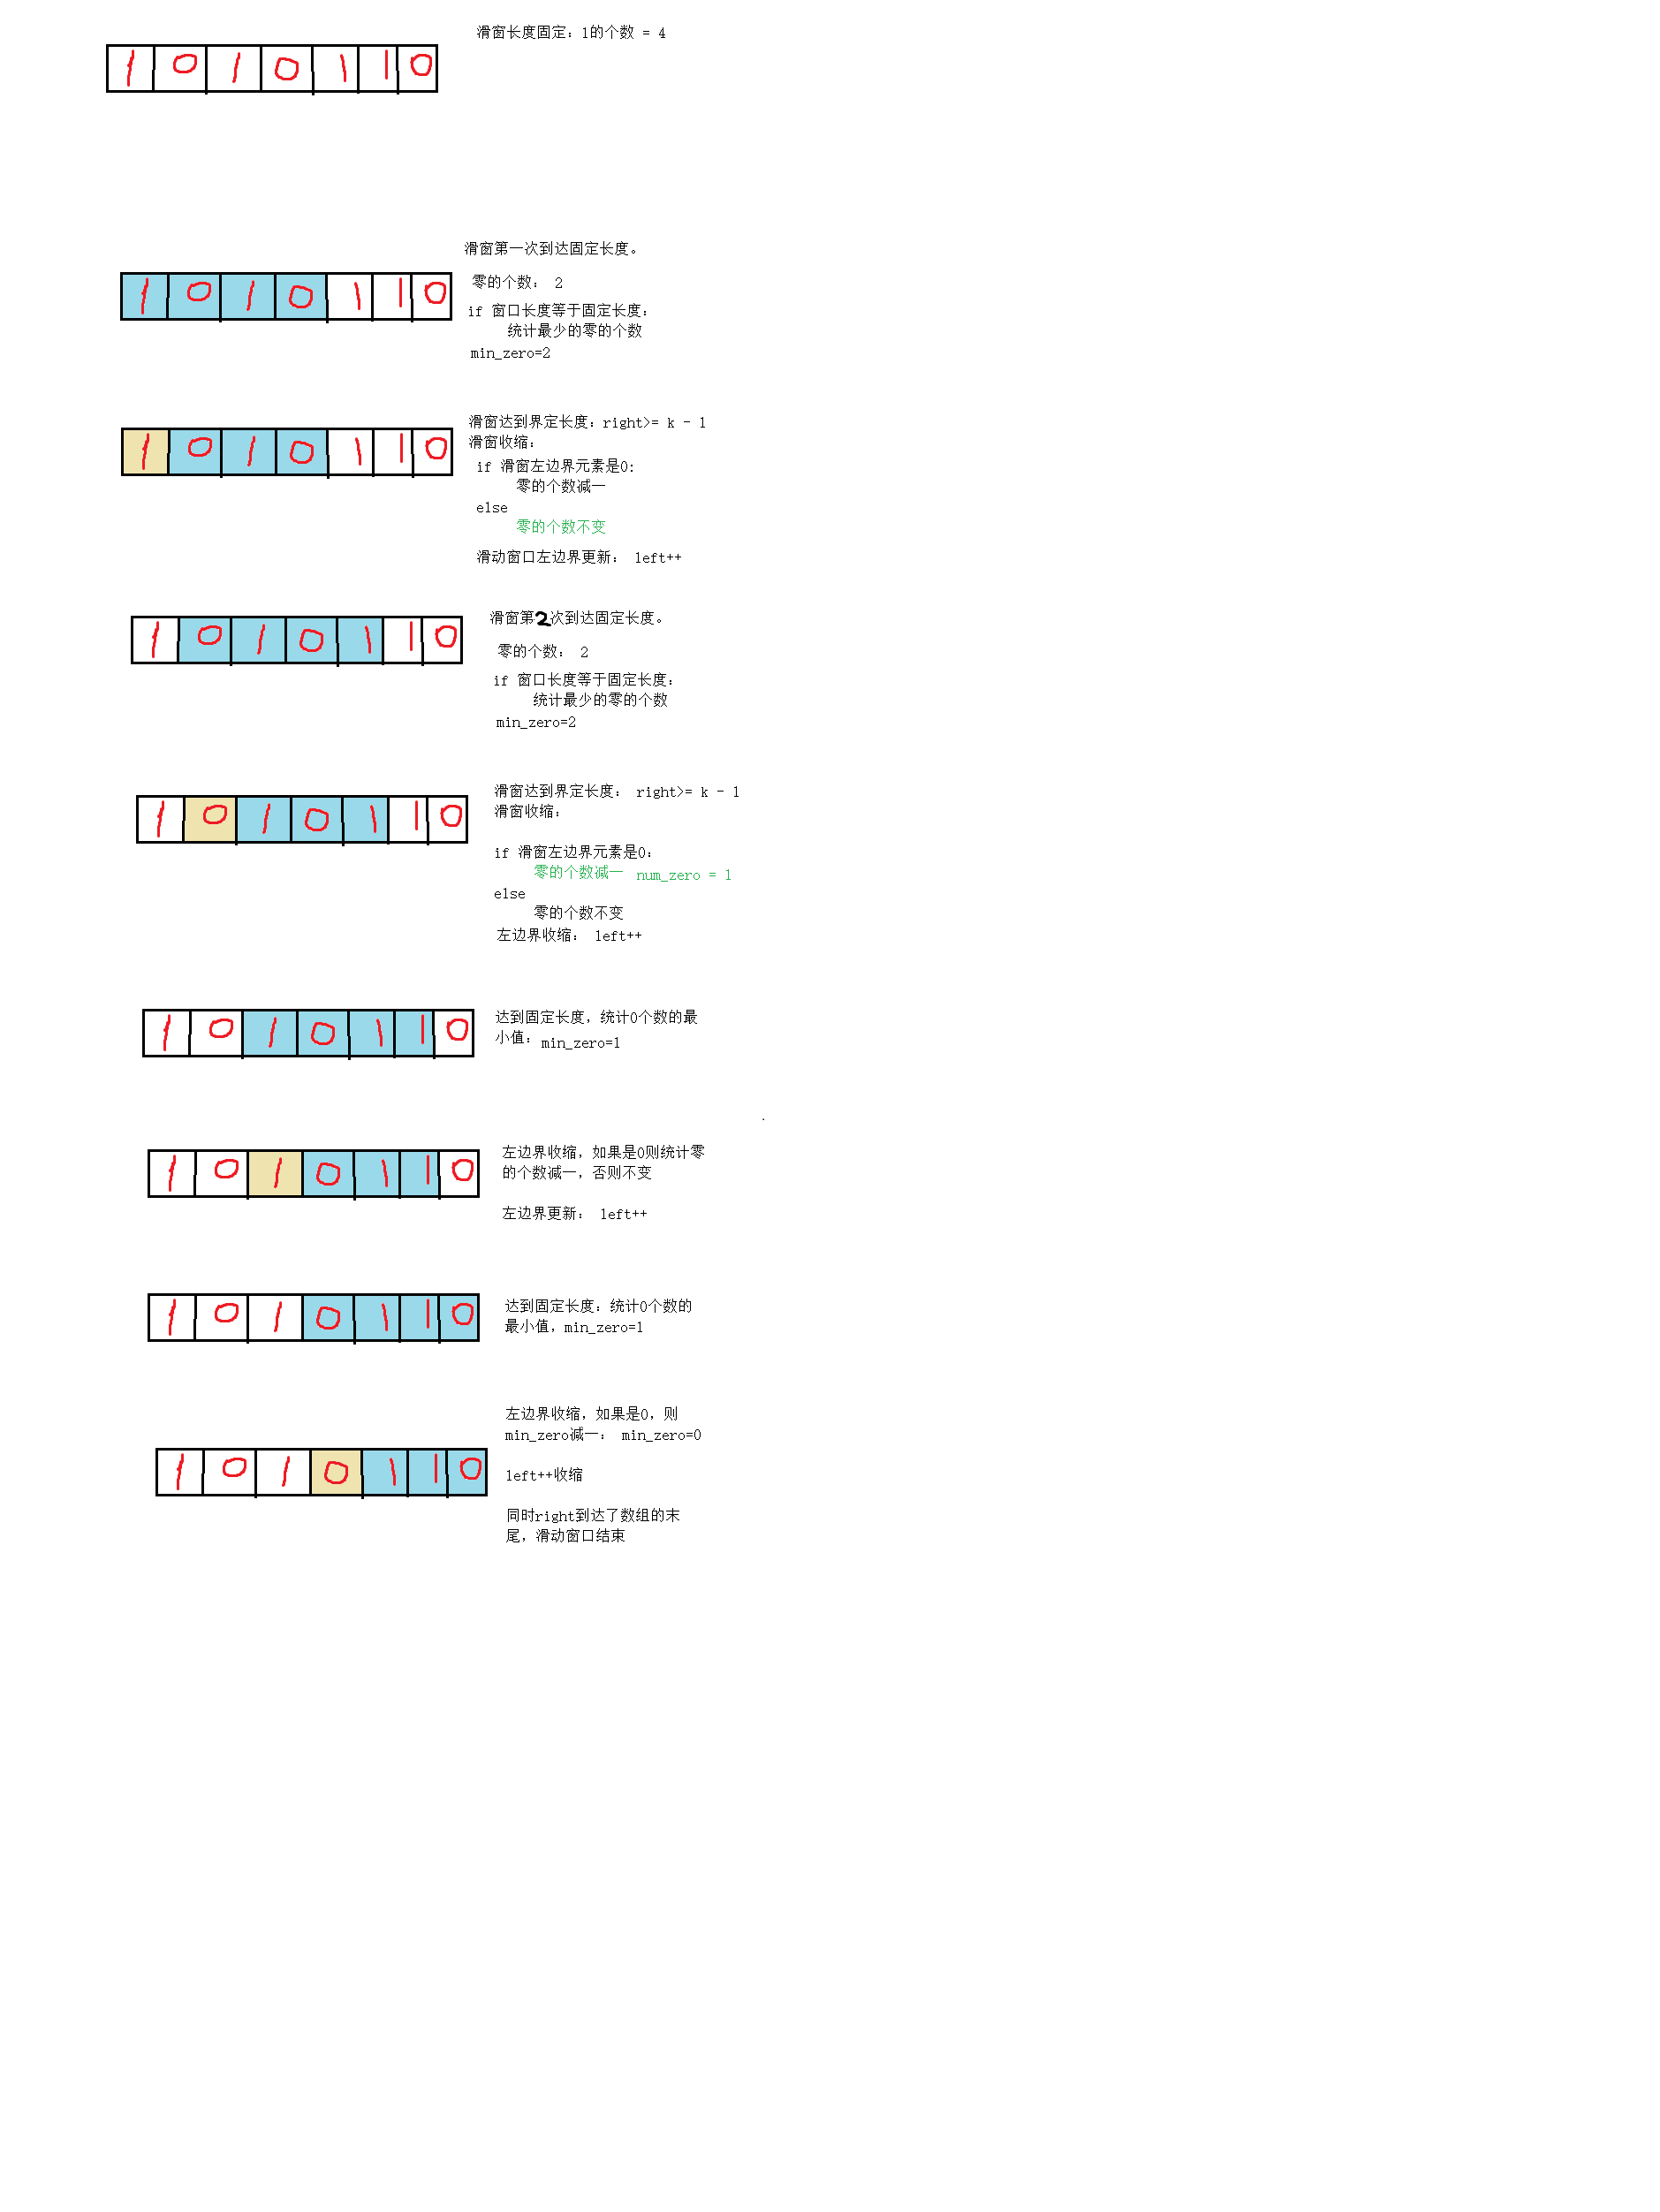 滑窗长度固定：1的个数 = 4
1 0 1 0 1 1 0
滑窗第一次到达固定长度。
零的个数： 2
1 0 1 0 1 1 0
if 窗口长度等于固定长度：
统计最少的零的个数
min_zero=2
滑窗达到界定长度：right>= k - 1
滑窗收缩：
1 0 1 0 1 1 0
if 滑窗左边界元素是0:
零的个数减一
else
零的个数不变
滑动窗口左边界更新： left++
滑窗第2次到达固定长度。
1 0 1 0 1 1 0
零的个数： 2
if 窗口长度等于固定长度：
统计最少的零的个数
min_zero=2
滑窗达到界定长度： right>= k - 1
滑窗收缩：
1 0 1 0 1 1 0
if 滑窗左边界元素是0：
零的个数减一 num_zero = 1
else
零的个数不变
左边界收缩： left++
1 0 1 0 1 1 0
达到固定长度，统计0个数的最
小值：min_zero=1
1 0 1 0 1 1 0
左边界收缩，如果是0则统计零
的个数减一，否则不变
左边界更新： left++
1 0 1 0 1 1 0
达到固定长度：统计0个数的
最小值，min_zero=1
左边界收缩，如果是0，则
min_zero减一： min_zero=0
1 0 1 0 1 1 0
left++收缩
同时right到达了数组的末
尾，滑动窗口结束